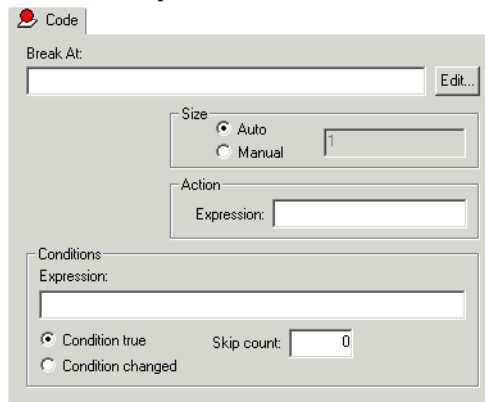 Code
Break At:
Edit...
Size
Auto
Manual
1
Action
Expression:
Conditions
Expression:
Condition true
Skip count: 0
Condition changed